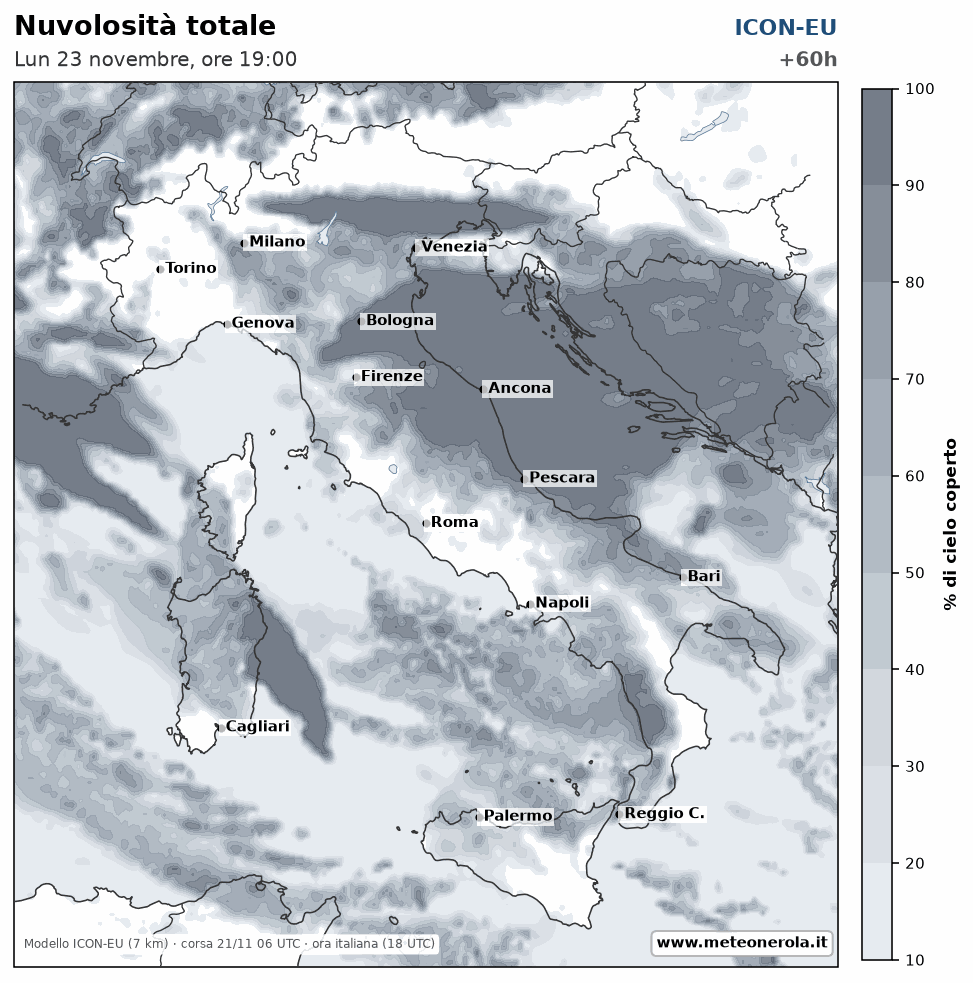 Nuvolosità totale
ICON-EU
Lun 23 novembre, ore 19:00
+60h
100
90
80
70
60
50
40
30
20
10
% di cielo coperto
Milano
Venezia
Torino
Genova
Bologna
Firenze
Ancona
Pescara
Roma
Bari
Napoli
Cagliari
Palermo
Reggio C.
Modello ICON-EU (7 km) · corsa 21/11 06 UTC · ora italiana (18 UTC)
www.meteonerola.it